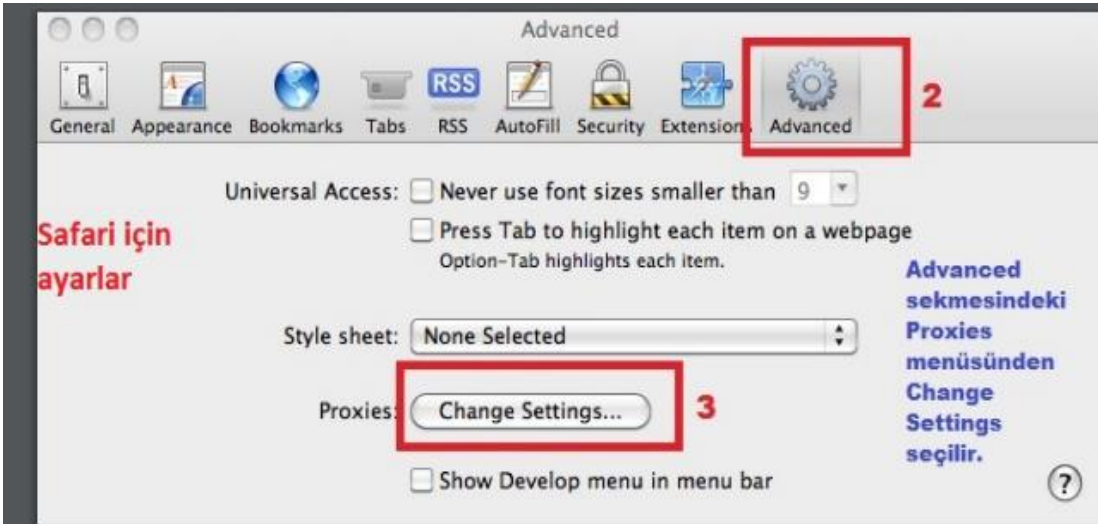 Advanced
RSS
General Appearance Bookmarks Tabs RSS AutoFill Security Extensions Advanced
2
Universal Access: Never use font sizes smaller than 9
Press Tab to highlight each item on a webpage
Option-Tab highlights each item.
Safari için
ayarlar
Style sheet: None Selected
Proxies: Change Settings...
3
Show Develop menu in menu bar
Advanced
sekmesindeki
Proxies
menüsünden
Change
Settings
seçilir.
?